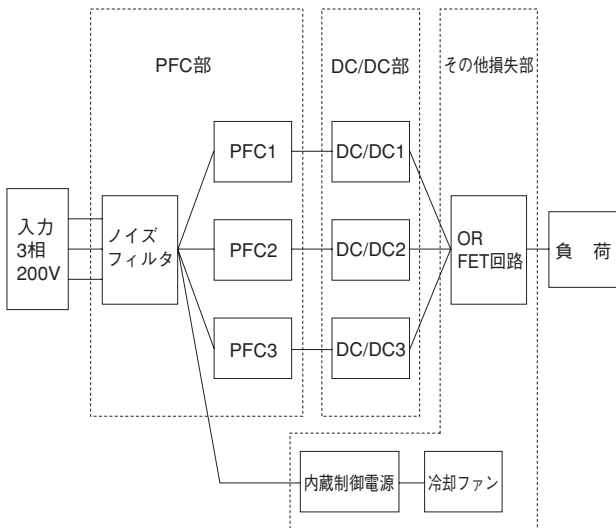 PFC部
DC/DC部
その他損失部
PFC1
DC/DC1
入力
3相
200V
ノイズ
フィルタ
PFC2
DC/DC2
OR
FET回路
負　荷
PFC3
DC/DC3
内蔵制御電源
冷却ファン